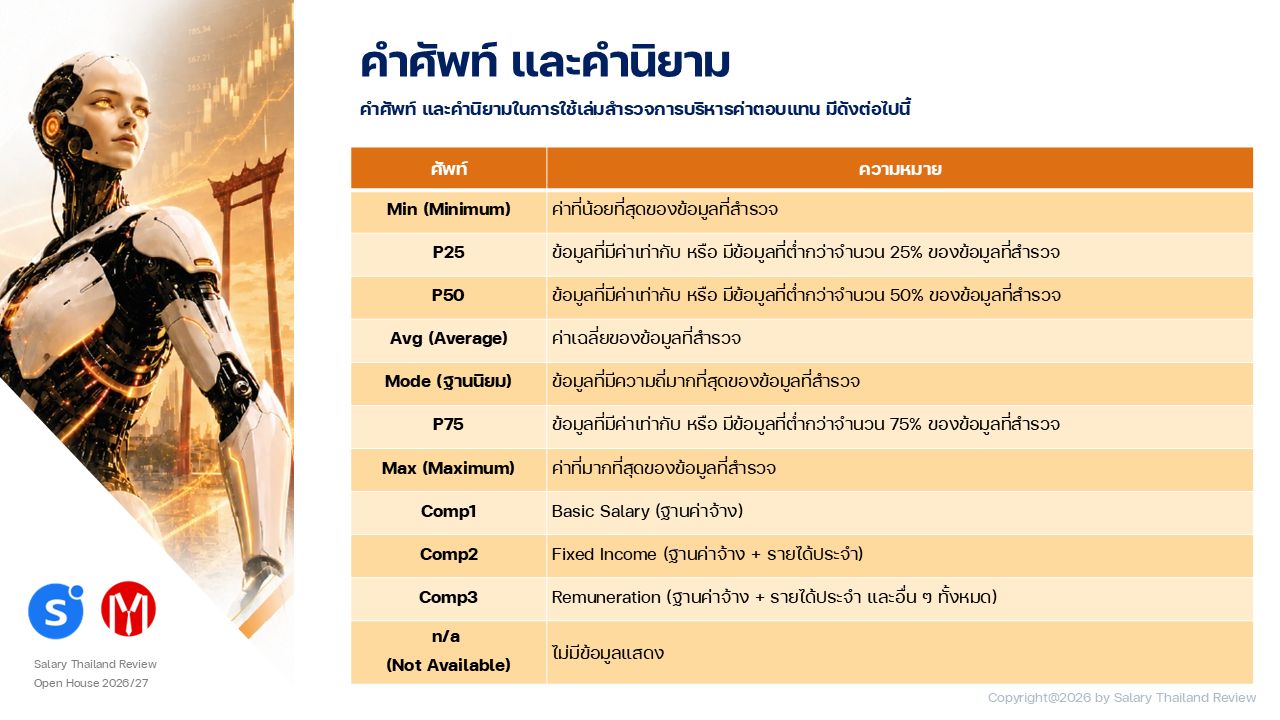 785.34
567.21
785.23
คำศัพท์ และคำนิยาม
คำศัพท์ และคำนิยามในการใช้เล่มสำรวจการบริหารค่าตอบแทน มีดังต่อไปนี้
ศัพท์ ความหมาย
Min (Minimum) ค่าที่น้อยที่สุดของข้อมูลที่สำรวจ
P25 ข้อมูลที่มีค่าเท่ากับ หรือ มีข้อมูลที่ต่ำกว่าจำนวน 25% ของข้อมูลที่สำรวจ
P50 ข้อมูลที่มีค่าเท่ากับ หรือ มีข้อมูลที่ต่ำกว่าจำนวน 50% ของข้อมูลที่สำรวจ
Avg (Average) ค่าเฉลี่ยของข้อมูลที่สำรวจ
Mode (ฐานนิยม) ข้อมูลที่มีความถี่มากที่สุดของข้อมูลที่สำรวจ
P75 ข้อมูลที่มีค่าเท่ากับ หรือ มีข้อมูลที่ต่ำกว่าจำนวน 75% ของข้อมูลที่สำรวจ
Max (Maximum) ค่าที่มากที่สุดของข้อมูลที่สำรวจ
Comp1 Basic Salary (ฐานค่าจ้าง)
Comp2 Fixed Income (ฐานค่าจ้าง + รายได้ประจำ)
Comp3 Remuneration (ฐานค่าจ้าง + รายได้ประจำ และอื่น ๆ ทั้งหมด)
n/a
(Not Available) ไม่มีข้อมูลแสดง
S
M
Salary Thailand Review
Open House 2026/27
Copyright@2026 by Salary Thailand Review